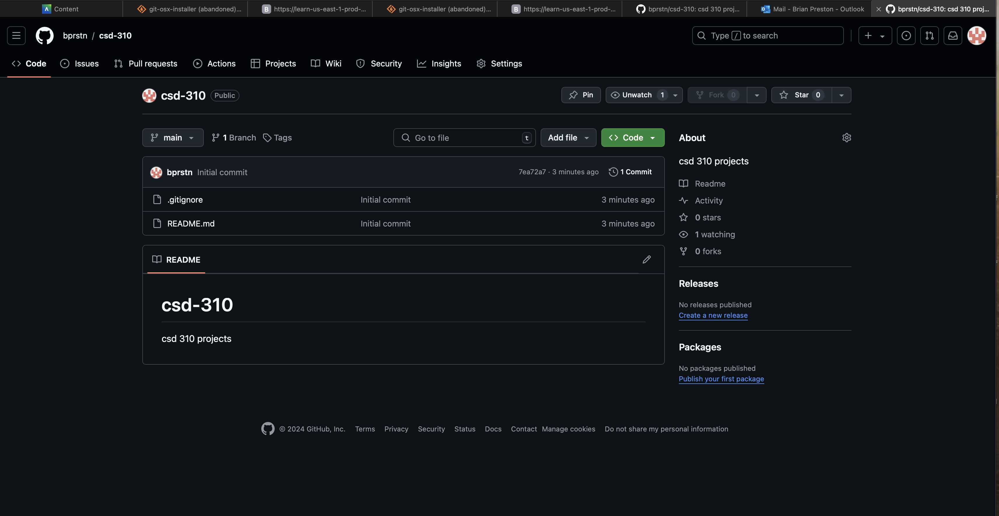 Content git-osx-installer (abandoned)... B https://learn-us-east-1-prod-... git-osx-installer (abandoned)... B https://learn-us-east-1-prod-... bprstn/csd-310: csd 310 proj... Mail - Brian Preston - Outlook bprstn/csd-310: csd 310 proj...
bprstn / csd-310 Type / to search
Code Issues Pull requests Actions Projects Wiki Security Insights Settings
csd-310 Public Pin Unwatch 1 Fork 0 Star 0
main 1 Branch Tags Go to file t Add file Code
bprstn Initial commit 7ea72a7 · 3 minutes ago 1 Commit
.gitignore Initial commit 3 minutes ago
README.md Initial commit 3 minutes ago
README
csd-310
csd 310 projects
About
csd 310 projects
Readme
Activity
0 stars
1 watching
0 forks
Releases
No releases published
Create a new release
Packages
No packages published
Publish your first package
© 2024 GitHub, Inc. Terms Privacy Security Status Docs Contact Manage cookies Do not share my personal information